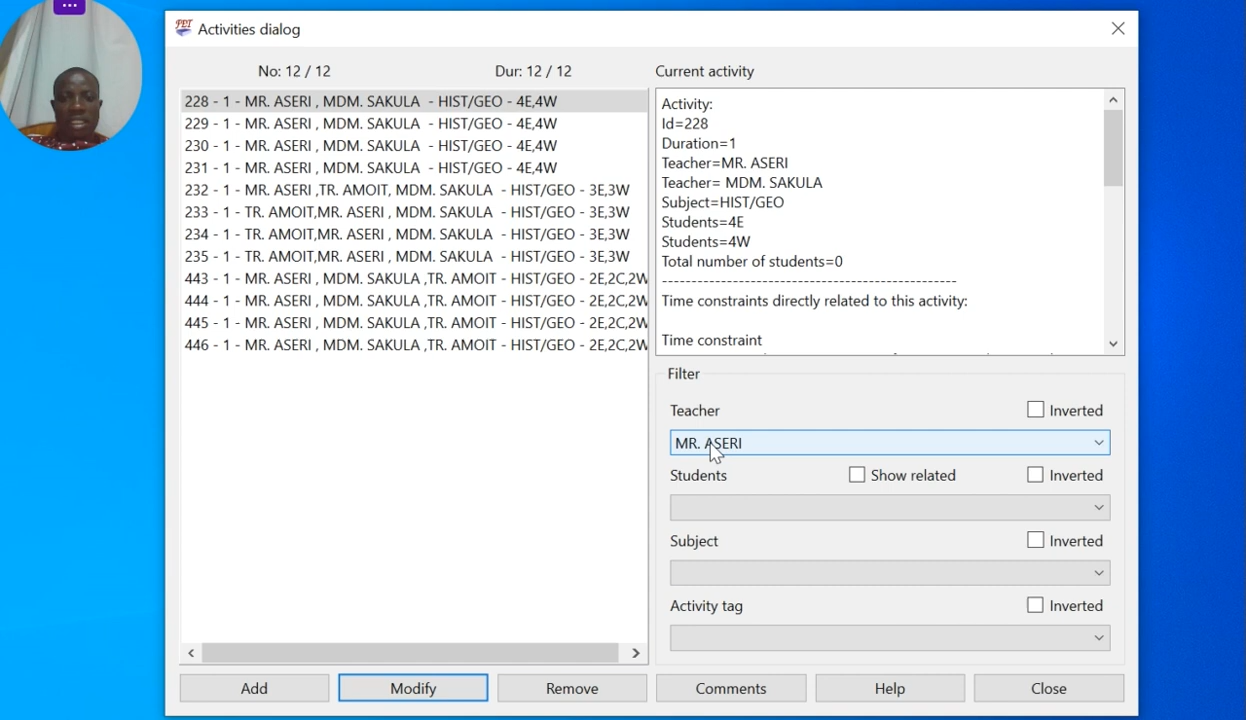 Activities dialog
No: 12 / 12
Dur: 12 / 12
Current activity
228 - 1 - MR. ASERI , MDM. SAKULA  - HIST/GEO - 4E,4W
229 - 1 - MR. ASERI , MDM. SAKULA  - HIST/GEO - 4E,4W
230 - 1 - MR. ASERI , MDM. SAKULA  - HIST/GEO - 4E,4W
231 - 1 - MR. ASERI , MDM. SAKULA  - HIST/GEO - 4E,4W
232 - 1 - MR. ASERI ,TR. AMOIT, MDM. SAKULA  - HIST/GEO - 3E,3W
233 - 1 - TR. AMOIT,MR. ASERI , MDM. SAKULA  - HIST/GEO - 3E,3W
234 - 1 - TR. AMOIT,MR. ASERI , MDM. SAKULA  - HIST/GEO - 3E,3W
235 - 1 - TR. AMOIT,MR. ASERI , MDM. SAKULA  - HIST/GEO - 3E,3W
443 - 1 - MR. ASERI , MDM. SAKULA ,TR. AMOIT - HIST/GEO - 2E,2C,2W
444 - 1 - MR. ASERI , MDM. SAKULA ,TR. AMOIT - HIST/GEO - 2E,2C,2W
445 - 1 - MR. ASERI , MDM. SAKULA ,TR. AMOIT - HIST/GEO - 2E,2C,2W
446 - 1 - MR. ASERI , MDM. SAKULA ,TR. AMOIT - HIST/GEO - 2E,2C,2W
Activity:
Id=228
Duration=1
Teacher=MR. ASERI
Teacher= MDM. SAKULA
Subject=HIST/GEO
Students=4E
Students=4W
Total number of students=0
------------------------------------------------
Time constraints directly related to this activity:
Time constraint
Filter
Teacher
Inverted
MR. ASERI
Students
Show related
Inverted
Subject
Inverted
Activity tag
Inverted
Add
Modify
Remove
Comments
Help
Close